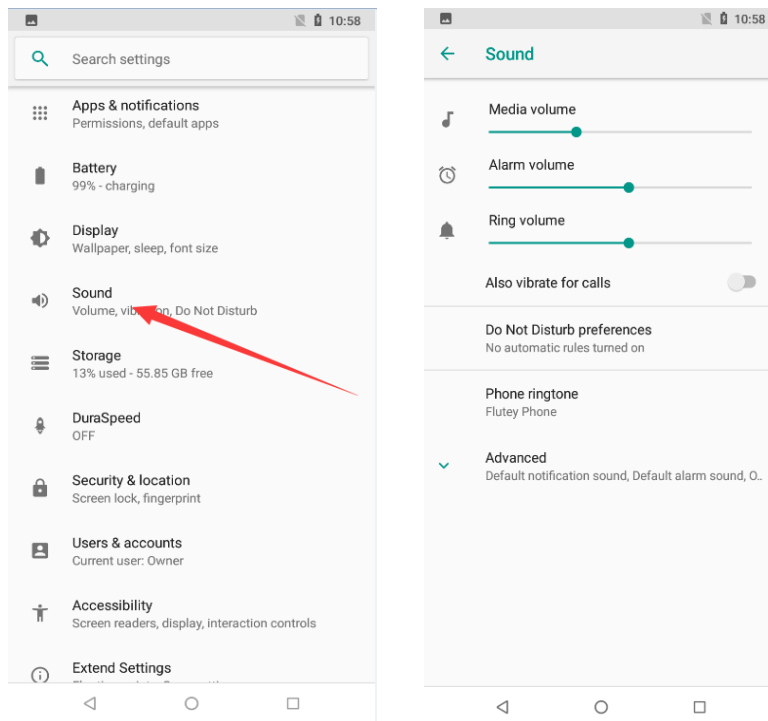 10:58
Search settings
Apps & notifications
Permissions, default apps
Battery
99% - charging
Display
Wallpaper, sleep, font size
Sound
Volume, vibration, Do Not Disturb
Storage
13% used - 55.85 GB free
DuraSpeed
OFF
Security & location
Screen lock, fingerprint
Users & accounts
Current user: Owner
Accessibility
Screen readers, display, interaction controls
Extend Settings
10:58
Sound
Media volume
Alarm volume
Ring volume
Also vibrate for calls
Do Not Disturb preferences
No automatic rules turned on
Phone ringtone
Flutey Phone
Advanced
Default notification sound, Default alarm sound, O..